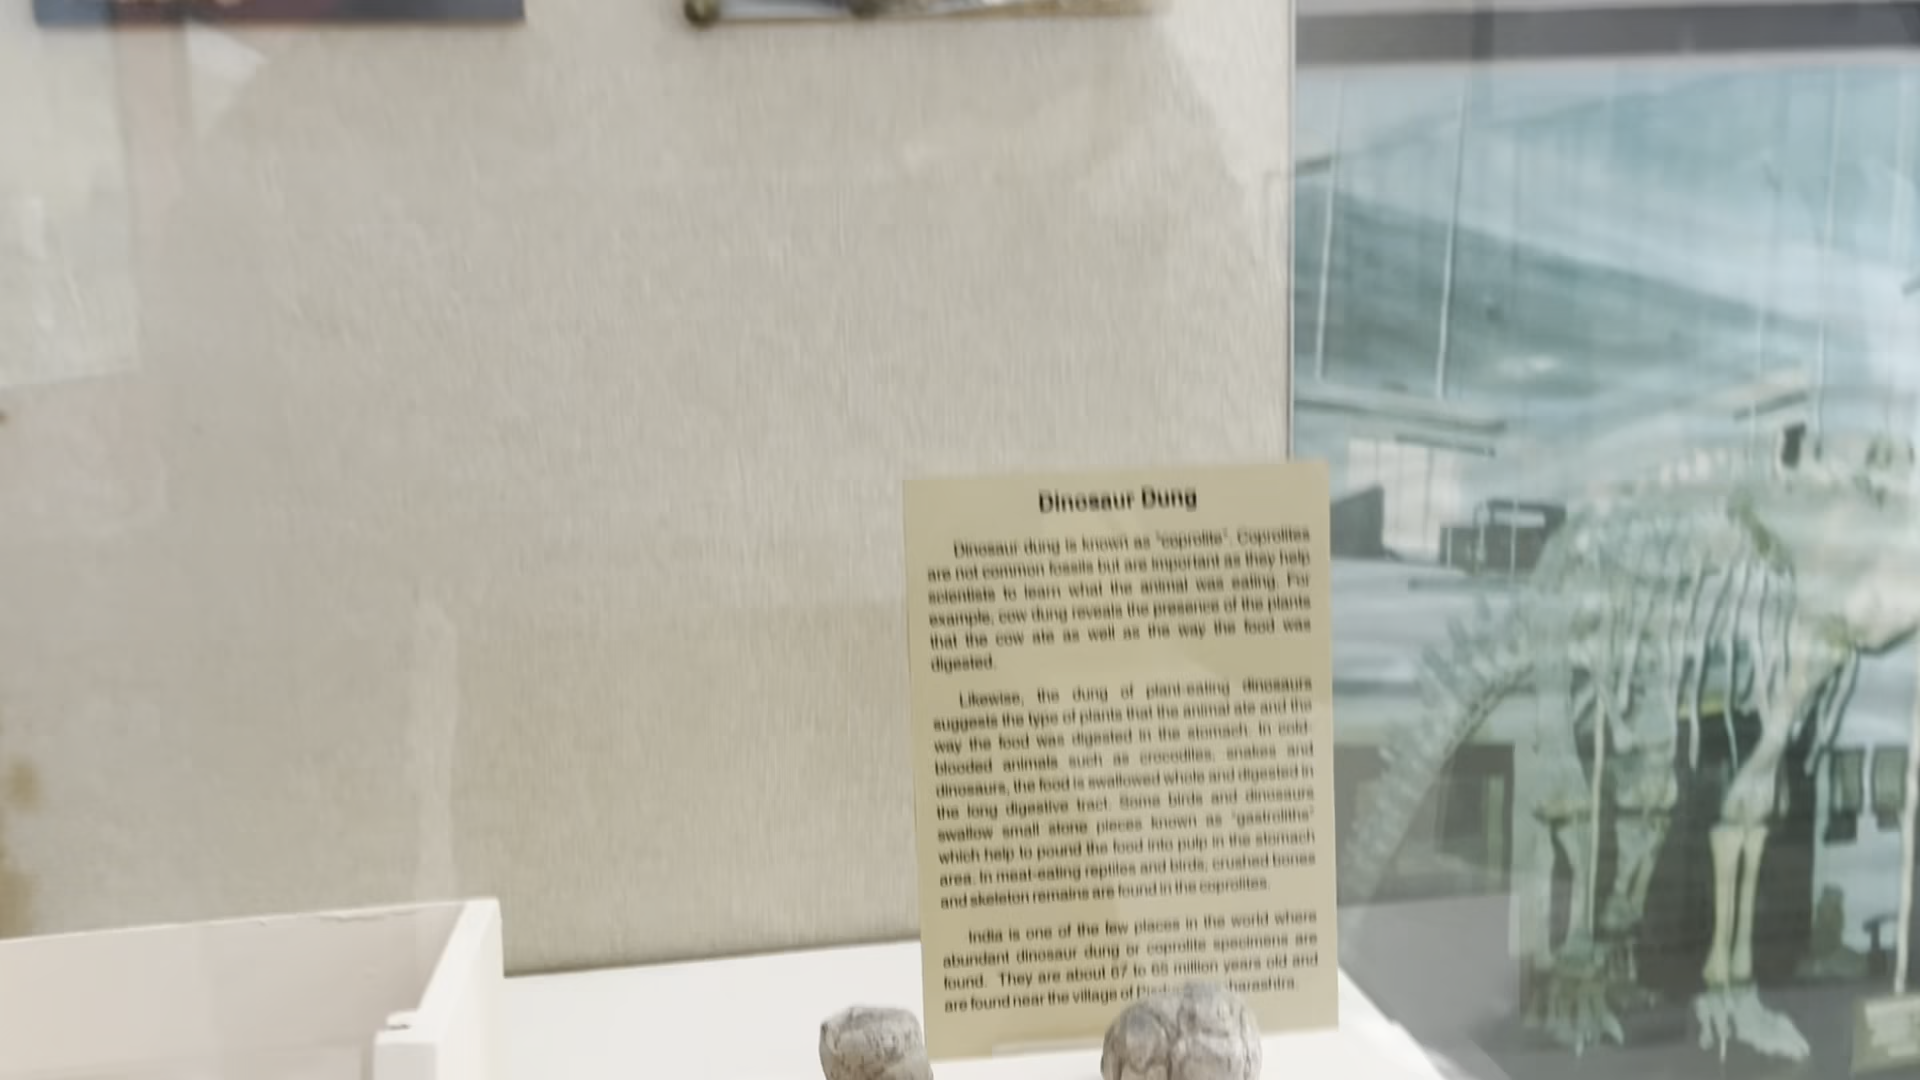 Dinosaur Dung
Dinosaur dung is known as "coprolite". Coprolites
are not common fossils but are important as they help
scientists to learn what the animal was eating. For
example, cow dung reveals the presence of the plants
that the cow ate as well as the way the food was
digested.
Likewise, the dung of plant-eating dinosaurs
suggests the type of plants that the animal ate and the
way the food was digested in the stomach. In cold-
blooded animals such as crocodiles, snakes and
dinosaurs, the food is swallowed whole and digested in
the long digestive tract. Some birds and dinosaurs
swallow small stone pieces known as "gastroliths"
which help to pound the food into pulp in the stomach
area. In meat-eating reptiles and birds, crushed bones
and skeleton remains are found in the coprolites.
India is one of the few places in the world where
abundant dinosaur dung or coprolite specimens are
found. They are about 67 to 65 million years old and
are found near the village of